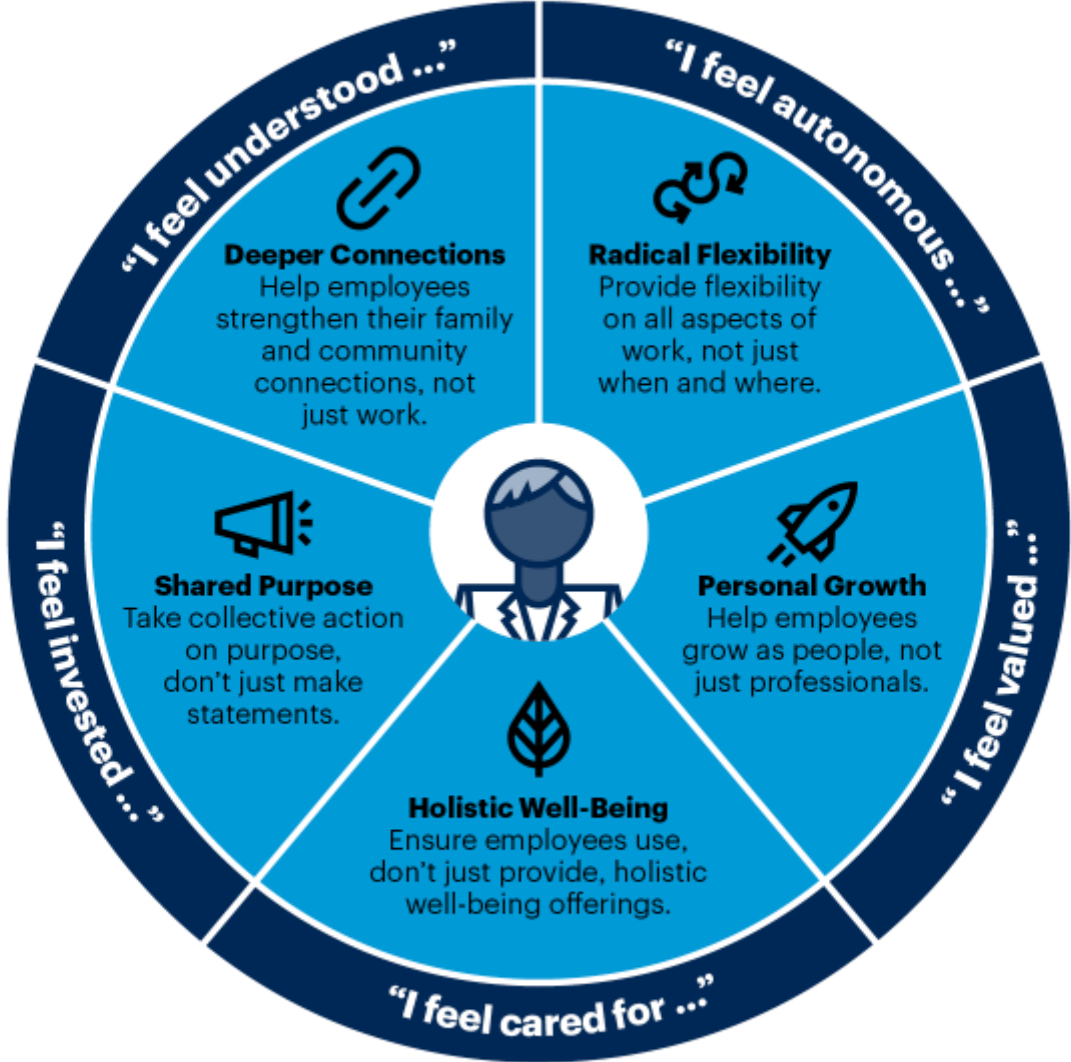 “I feel understood ...”
“I feel autonomous ...”
Deeper Connections
Help employees
strengthen their family
and community
connections, not
just work.
Radical Flexibility
Provide flexibility
on all aspects of
work, not just
when and where.
“I feel invested ...”
Shared Purpose
Take collective action
on purpose,
don’t just make
statements.
Personal Growth
Help employees
grow as people, not
just professionals.
“I feel valued ...”
Holistic Well-Being
Ensure employees use,
don’t just provide, holistic
well-being offerings.
“I feel cared for ...”